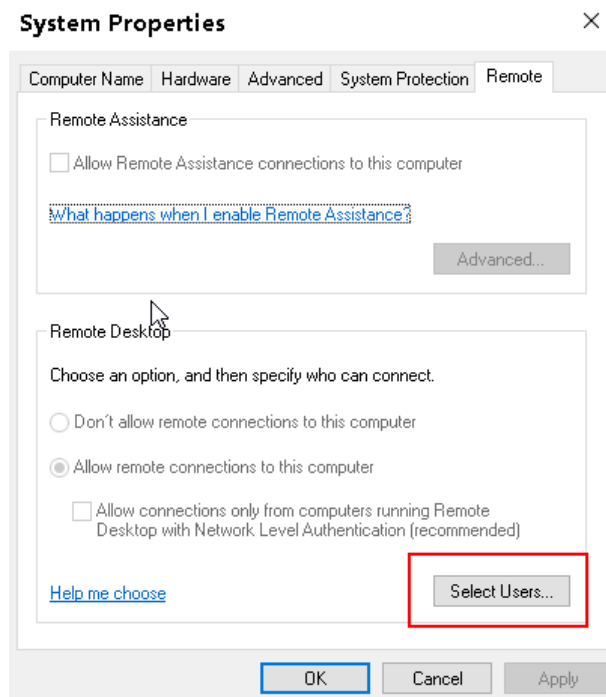 System Properties
Computer Name Hardware Advanced System Protection Remote
Remote Assistance
Allow Remote Assistance connections to this computer
What happens when I enable Remote Assistance?
Advanced...
Remote Desktop
Choose an option, and then specify who can connect.
Don´t allow remote connections to this computer
Allow remote connections to this computer
Allow connections only from computers running Remote
Desktop with Network Level Authentication (recommended)
Help me choose
Select Users...
OK Cancel Apply